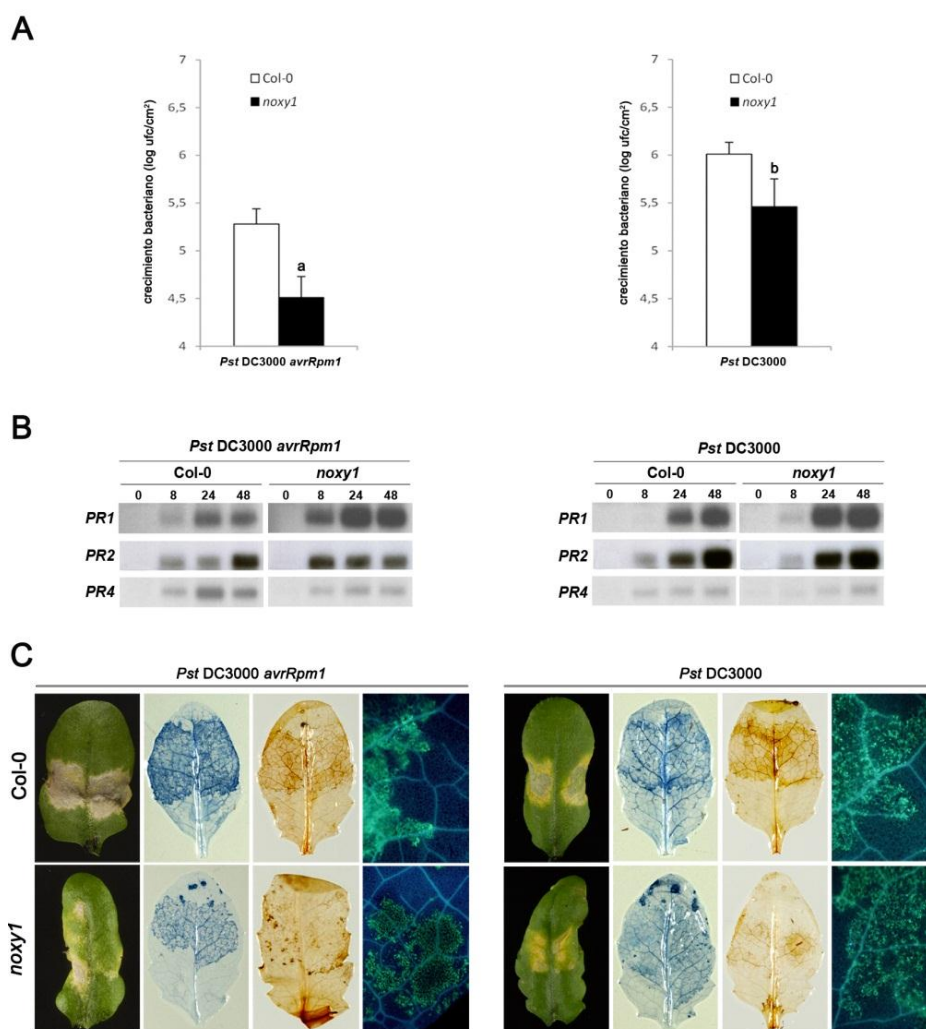 A
crecimiento bacteriano (log ufc/cm²)
7
6,5
6
5,5
5
4,5
4
Col-0
noxy1
a
Pst DC3000 avrRpm1
crecimiento bacteriano (log ufc/cm²)
7
6,5
6
5,5
5
4,5
4
Col-0
noxy1
b
Pst DC3000
B
Pst DC3000 avrRpm1
Col-0 noxy1
0 8 24 48 0 8 24 48
PR1
PR2
PR4
Pst DC3000
Col-0 noxy1
0 8 24 48 0 8 24 48
PR1
PR2
PR4
C
Pst DC3000 avrRpm1 Pst DC3000
Col-0
noxy1